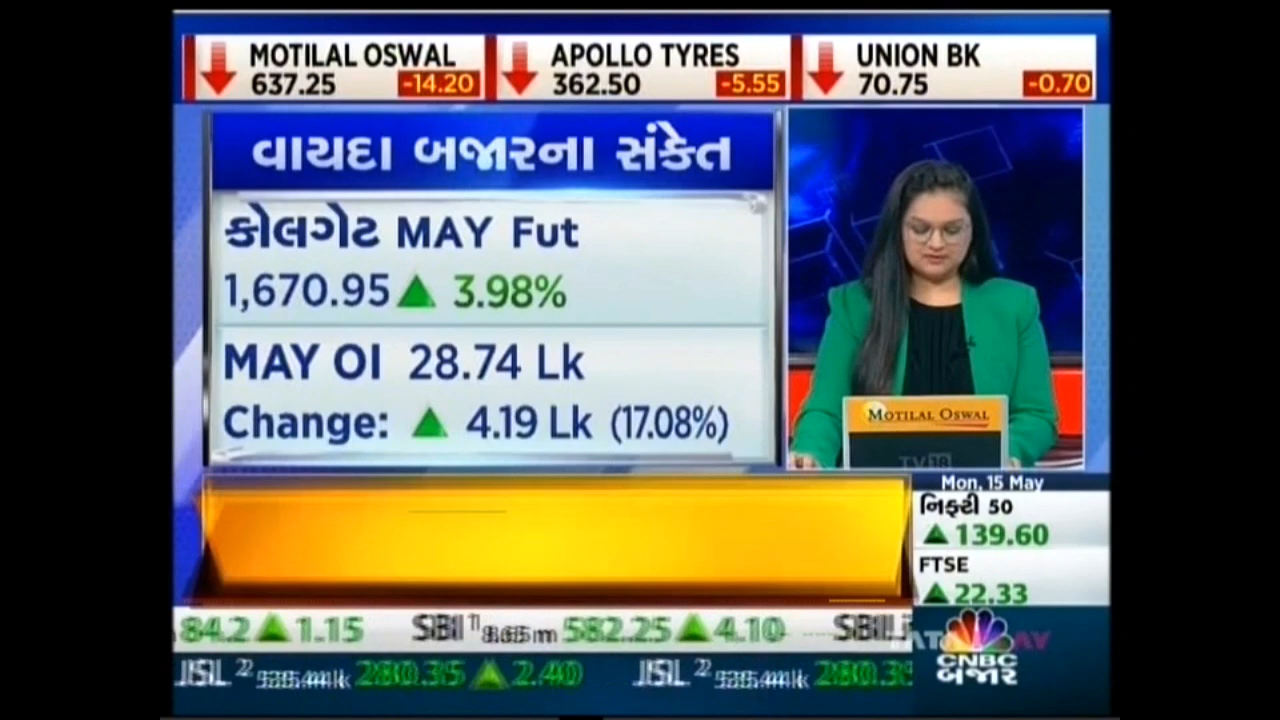 MOTILAL OSWAL
637.25 -14.20
APOLLO TYRES
362.50 -5.55
UNION BK
70.75 -0.70
વાયદા બજારના સંકેત
કોલગેટ MAY Fut
1,670.95 3.98%
MAY OI 28.74 Lk
Change: 4.19 Lk (17.08%)
MOTILAL OSWAL
TV18
Mon, 15 May
નિફ્ટી 50
139.60
FTSE
22.33
84.2 1.15 SBI 582.25 4.10
JSL 280.35 2.40 JSL
CNBC
બજાર